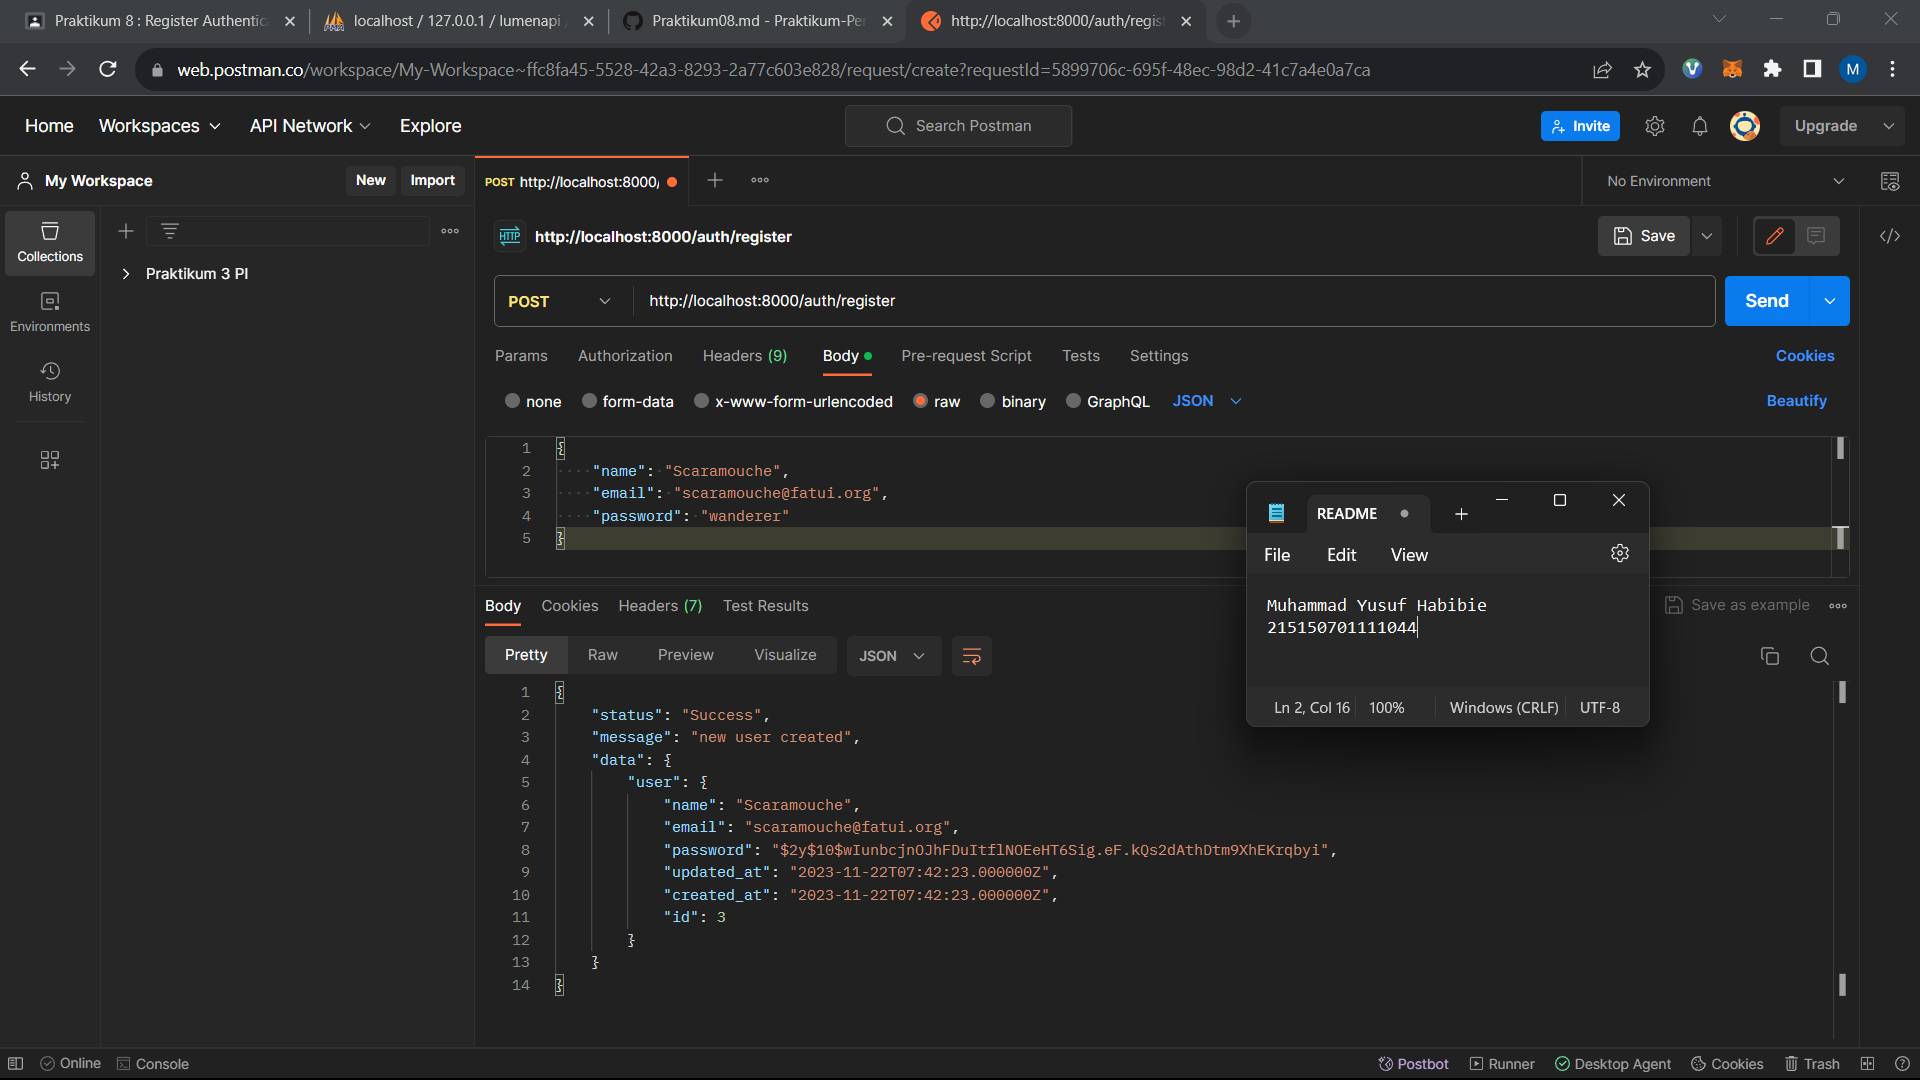 Praktikum 8 : Register Authentic
localhost / 127.0.0.1 / lumenapi
Praktikum08.md - Praktikum-Pe
http://localhost:8000/auth/regis
web.postman.co/workspace/My-Workspace~ffc8fa45-5528-42a3-8293-2a77c603e828/request/create?requestId=5899706c-695f-48ec-98d2-41c7a4e0a7ca
M
Home
Workspaces
API Network
Explore
Search Postman
Invite
Upgrade
My Workspace
New
Import
POST http://localhost:8000/
No Environment
Collections
Environments
History
Praktikum 3 PI
HTTP
http://localhost:8000/auth/register
Save
POST
http://localhost:8000/auth/register
Send
Params
Authorization
Headers (9)
Body
Pre-request Script
Tests
Settings
Cookies
none
form-data
x-www-form-urlencoded
raw
binary
GraphQL
JSON
Beautify
1 {
2 "name": "Scaramouche",
3 "email": "scaramouche@fatui.org",
4 "password": "wanderer"
5 }
README
File
Edit
View
Muhammad Yusuf Habibie
215150701111044
Ln 2, Col 16
100%
Windows (CRLF)
UTF-8
Body
Cookies
Headers (7)
Test Results
Save as example
Pretty
Raw
Preview
Visualize
JSON
1 {
2 "status": "Success",
3 "message": "new user created",
4 "data": {
5 "user": {
6 "name": "Scaramouche",
7 "email": "scaramouche@fatui.org",
8 "password": "$2y$10$wIunbcjnOJhFDuItflNOEeHT6Sig.eF.kQs2dAthDtm9XhEKrqbyi",
9 "updated_at": "2023-11-22T07:42:23.000000Z",
10 "created_at": "2023-11-22T07:42:23.000000Z",
11 "id": 3
12 }
13 }
14 }
Online
Console
Postbot
Runner
Desktop Agent
Cookies
Trash